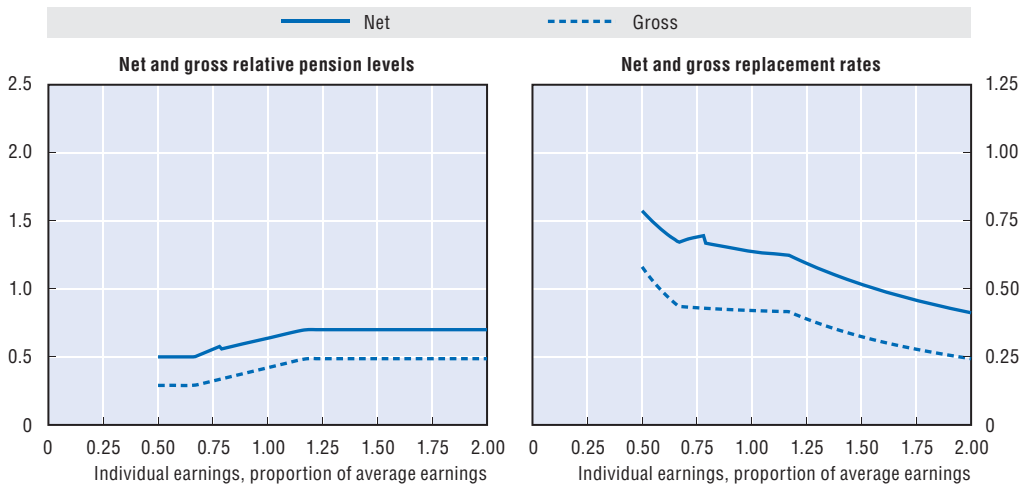 Net Gross
Net and gross relative pension levels
2.5
2.0
1.5
1.0
0.5
0
0 0.25 0.50 0.75 1.00 1.25 1.50 1.75 2.00
Individual earnings, proportion of average earnings
Net and gross replacement rates
1.25
1.00
0.75
0.50
0.25
0
0 0.25 0.50 0.75 1.00 1.25 1.50 1.75 2.00
Individual earnings, proportion of average earnings